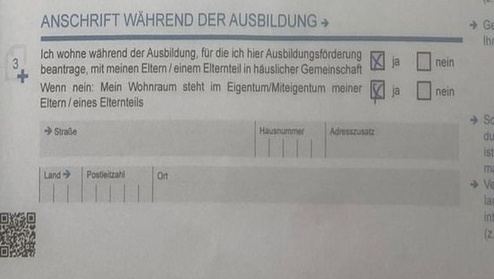 ANSCHRIFT WÄHREND DER AUSBILDUNG →
→ Ge
Ihr
3
Ich wohne während der Ausbildung, für die ich hier Ausbildungsförderung
beantrage, mit meinen Eltern / einem Elternteil in häuslicher Gemeinschaft
ja nein
Wenn nein: Mein Wohnraum steht im Eigentum/Miteigentum meiner
Eltern / eines Elternteils
ja nein
→ Straße Hausnummer Adresszusatz
Land → Postleitzahl Ort
→ Sc
du
ist
→ Ve
lan
int
(z.